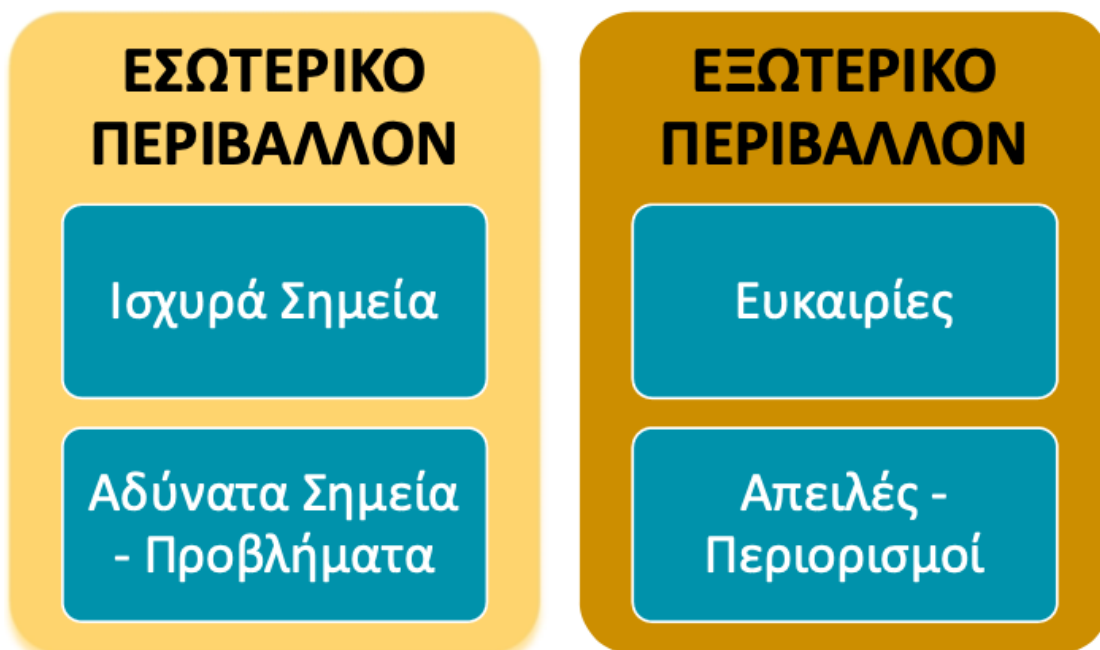 ΕΣΩΤΕΡΙΚΟ
ΠΕΡΙΒΑΛΛΟΝ
Ισχυρά Σημεία
Αδύνατα Σημεία
- Προβλήματα
ΕΞΩΤΕΡΙΚΟ
ΠΕΡΙΒΑΛΛΟΝ
Ευκαιρίες
Απειλές -
Περιορισμοί